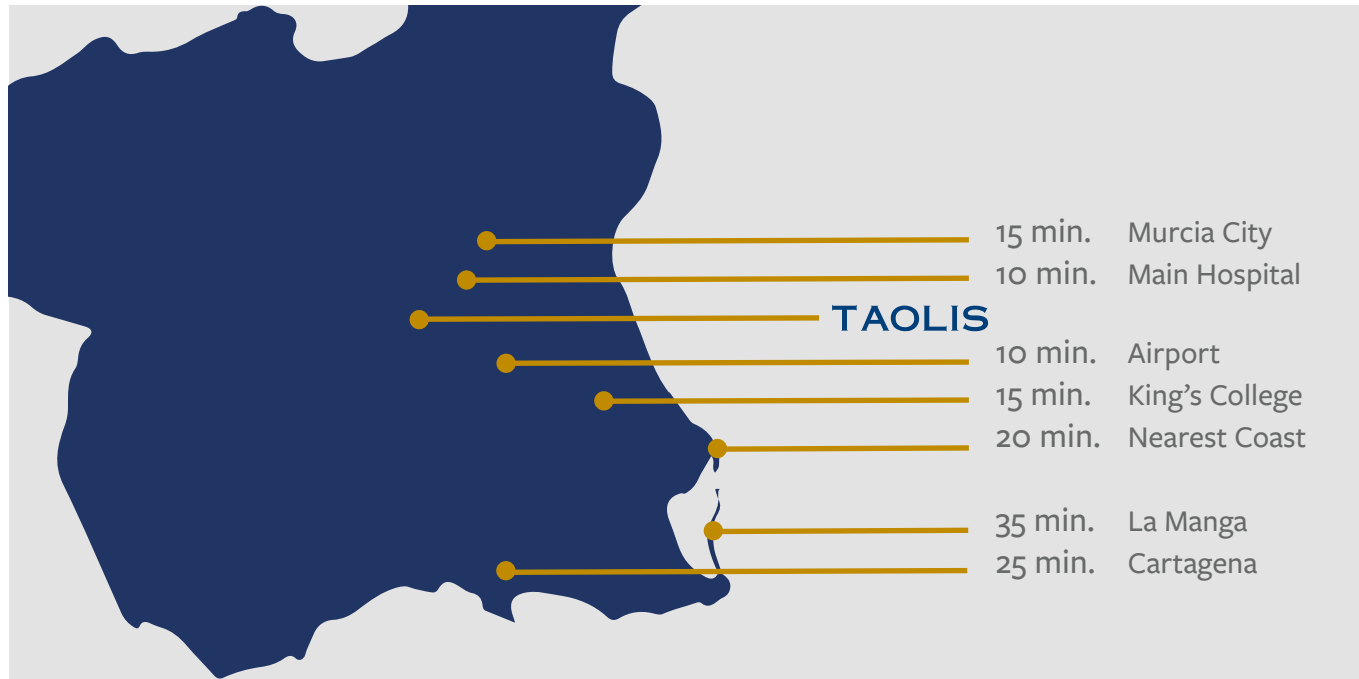 15 min. Murcia City
10 min. Main Hospital
TAOLIS
10 min. Airport
15 min. King's College
20 min. Nearest Coast
35 min. La Manga
25 min. Cartagena